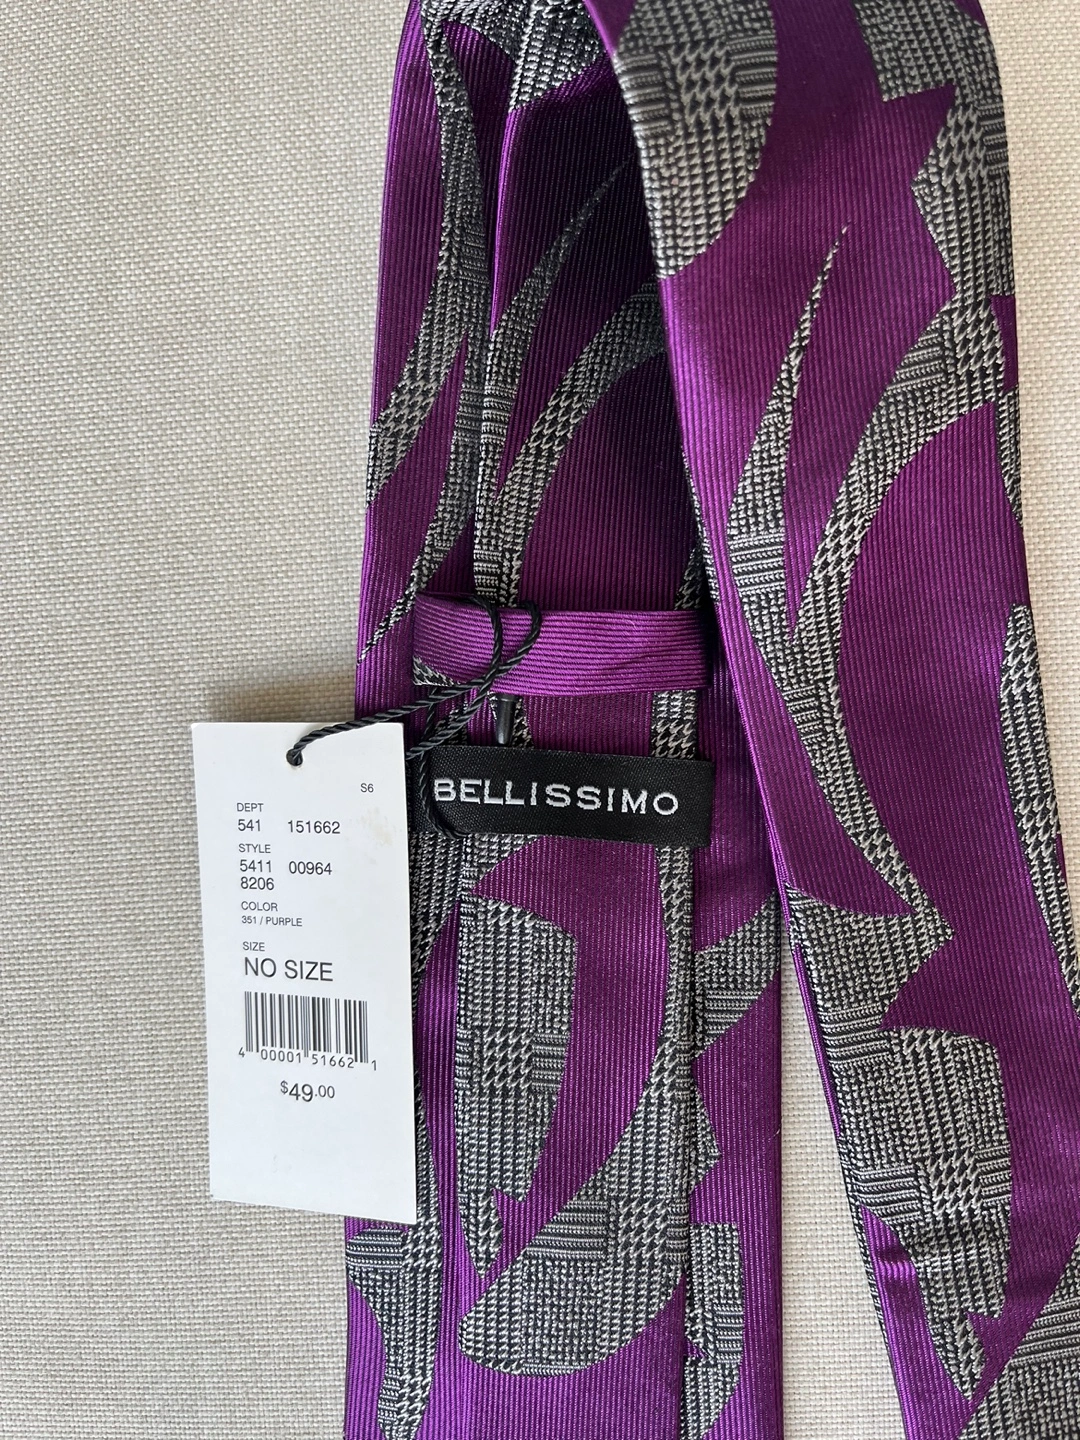 S6
DEPT
541 151662
STYLE
5411 00964
8206
COLOR
351 / PURPLE
SIZE
NO SIZE
4 00001 51662 1
$49.00
BELLISSIMO